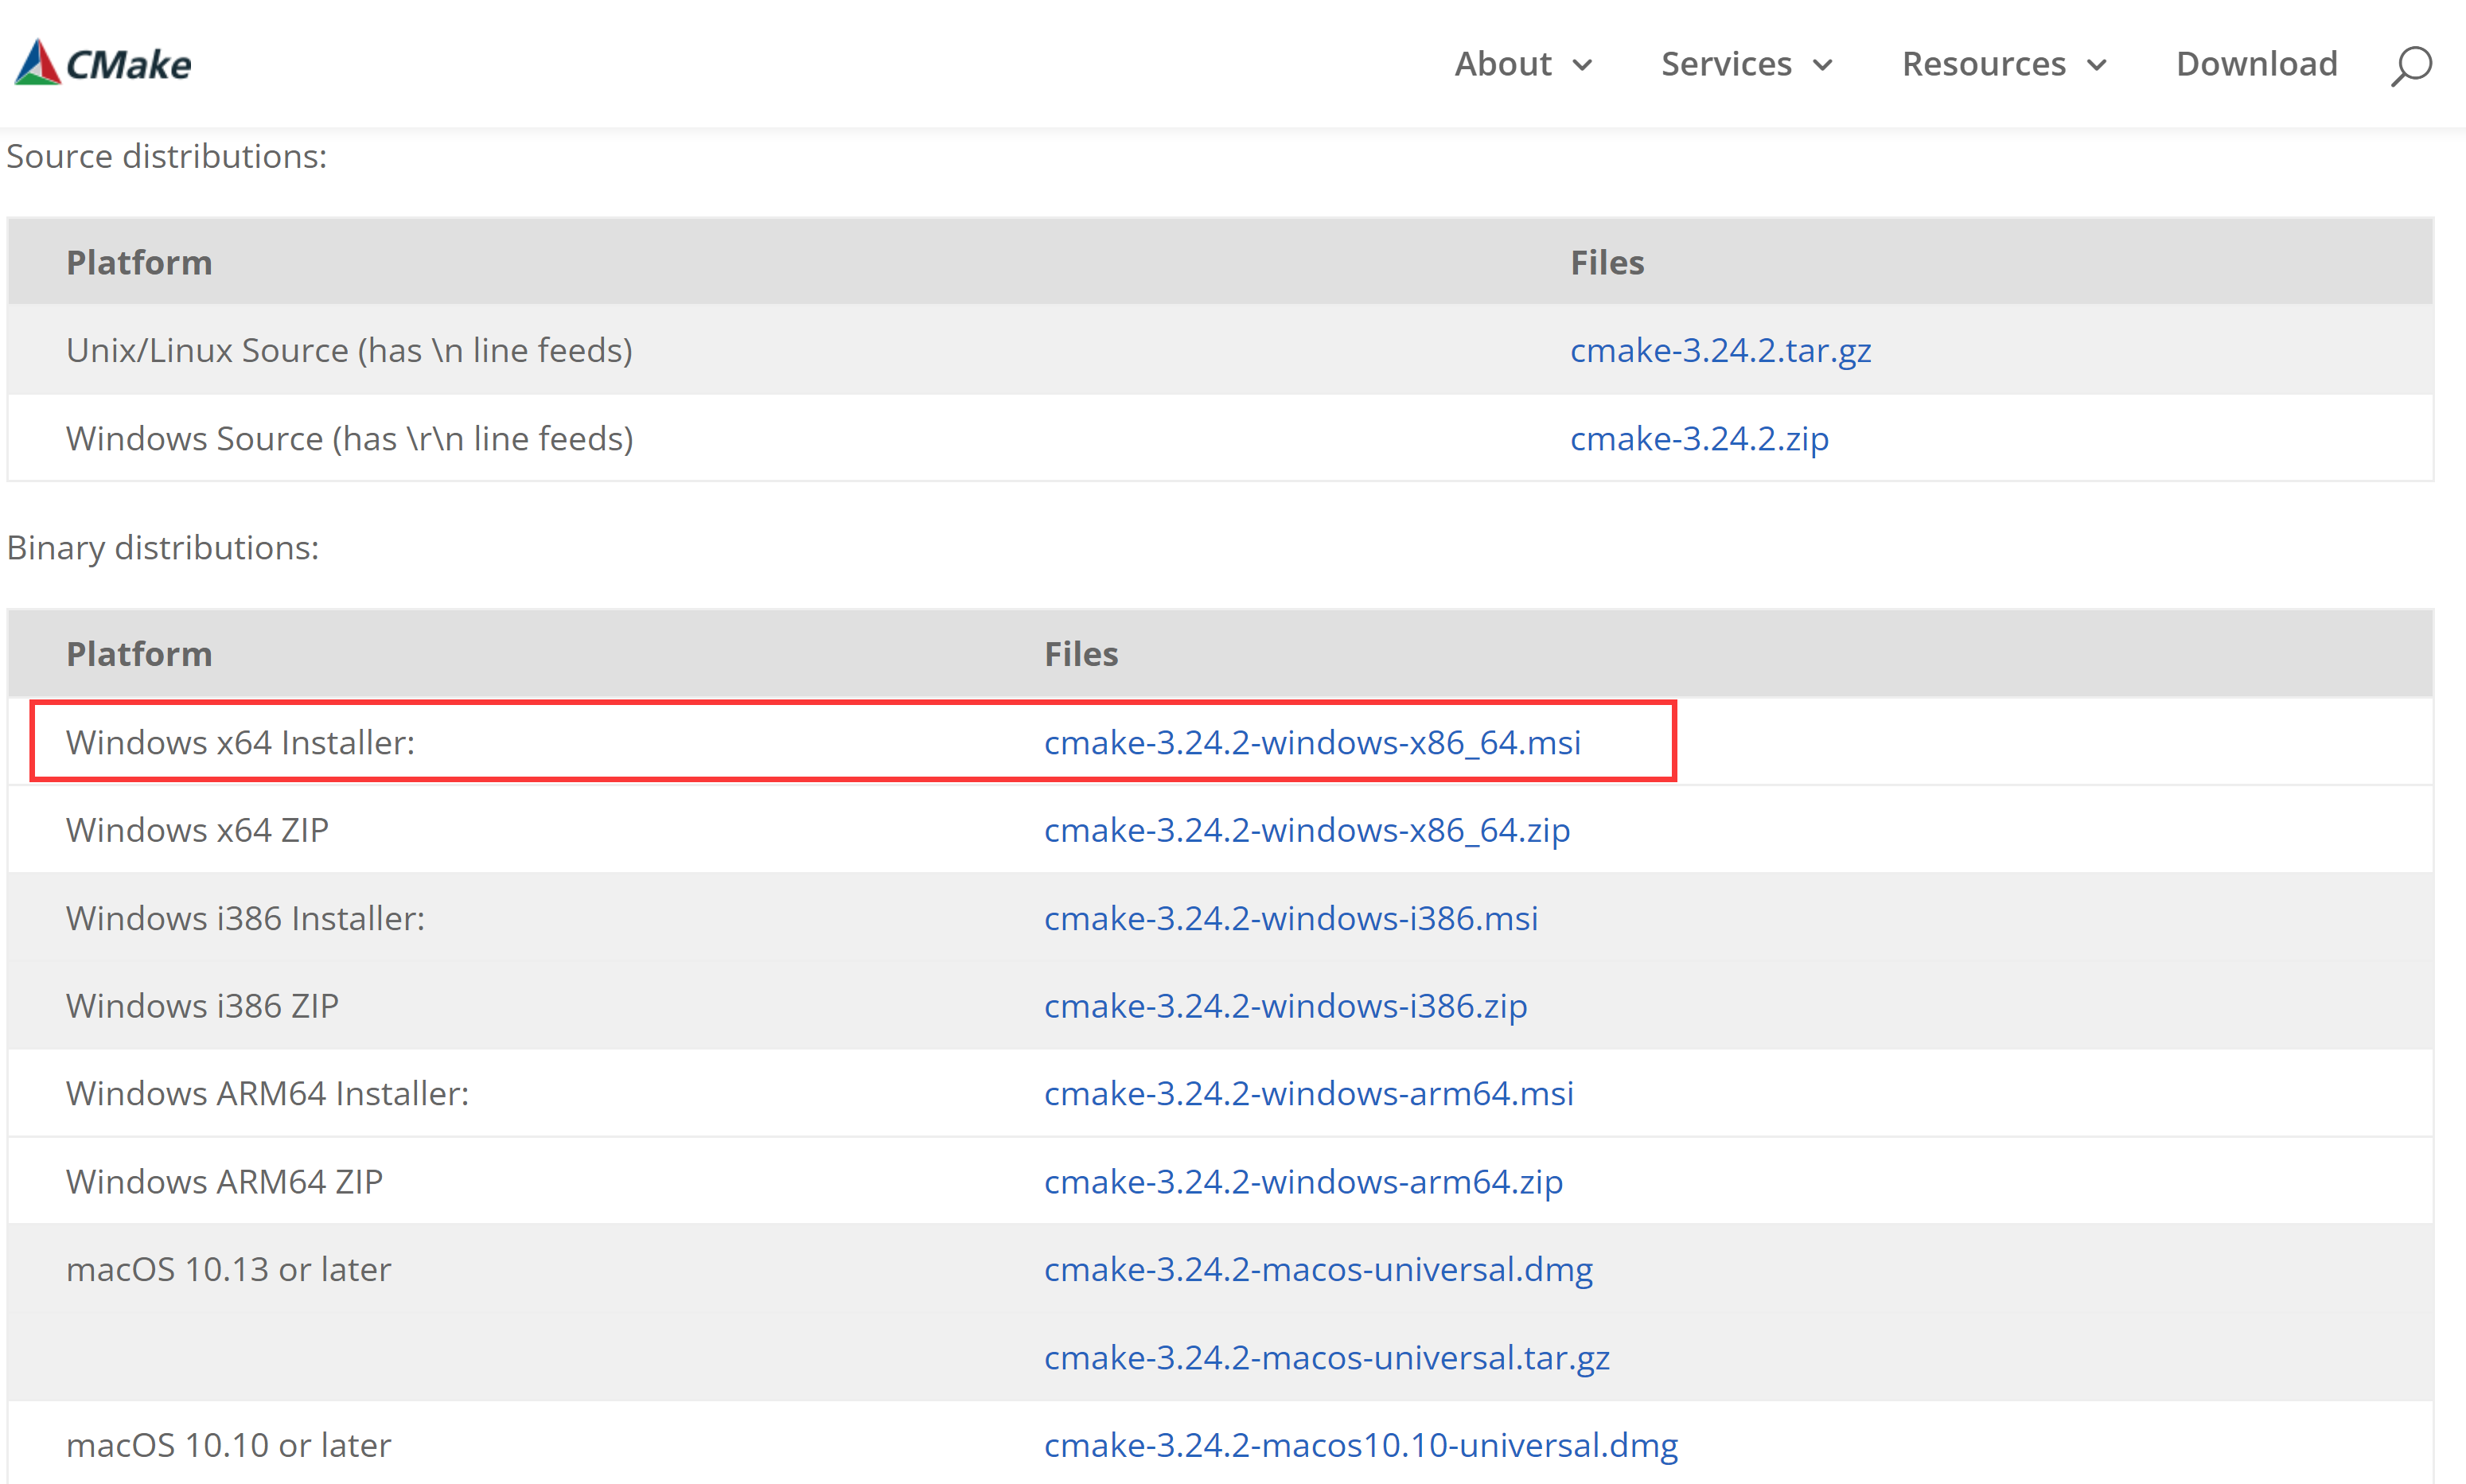 CMake About Services Resources Download
Source distributions:
Platform Files
Unix/Linux Source (has \n line feeds) cmake-3.24.2.tar.gz
Windows Source (has \r\n line feeds) cmake-3.24.2.zip
Binary distributions:
Platform Files
Windows x64 Installer: cmake-3.24.2-windows-x86_64.msi
Windows x64 ZIP cmake-3.24.2-windows-x86_64.zip
Windows i386 Installer: cmake-3.24.2-windows-i386.msi
Windows i386 ZIP cmake-3.24.2-windows-i386.zip
Windows ARM64 Installer: cmake-3.24.2-windows-arm64.msi
Windows ARM64 ZIP cmake-3.24.2-windows-arm64.zip
macOS 10.13 or later cmake-3.24.2-macos-universal.dmg
cmake-3.24.2-macos-universal.tar.gz
macOS 10.10 or later cmake-3.24.2-macos10.10-universal.dmg